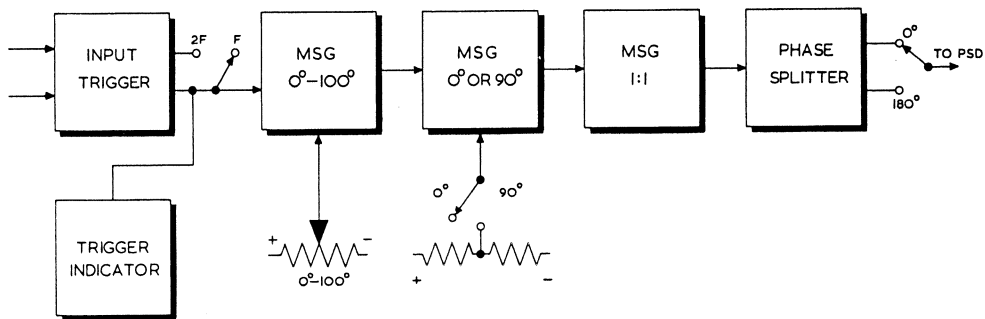 INPUT
TRIGGER
2F
F
MSG
0°–100°
MSG
0° OR 90°
MSG
1:1
PHASE
SPLITTER
0°
TO PSD
180°
TRIGGER
INDICATOR
+
−
0°–100°
0°
90°
+
−